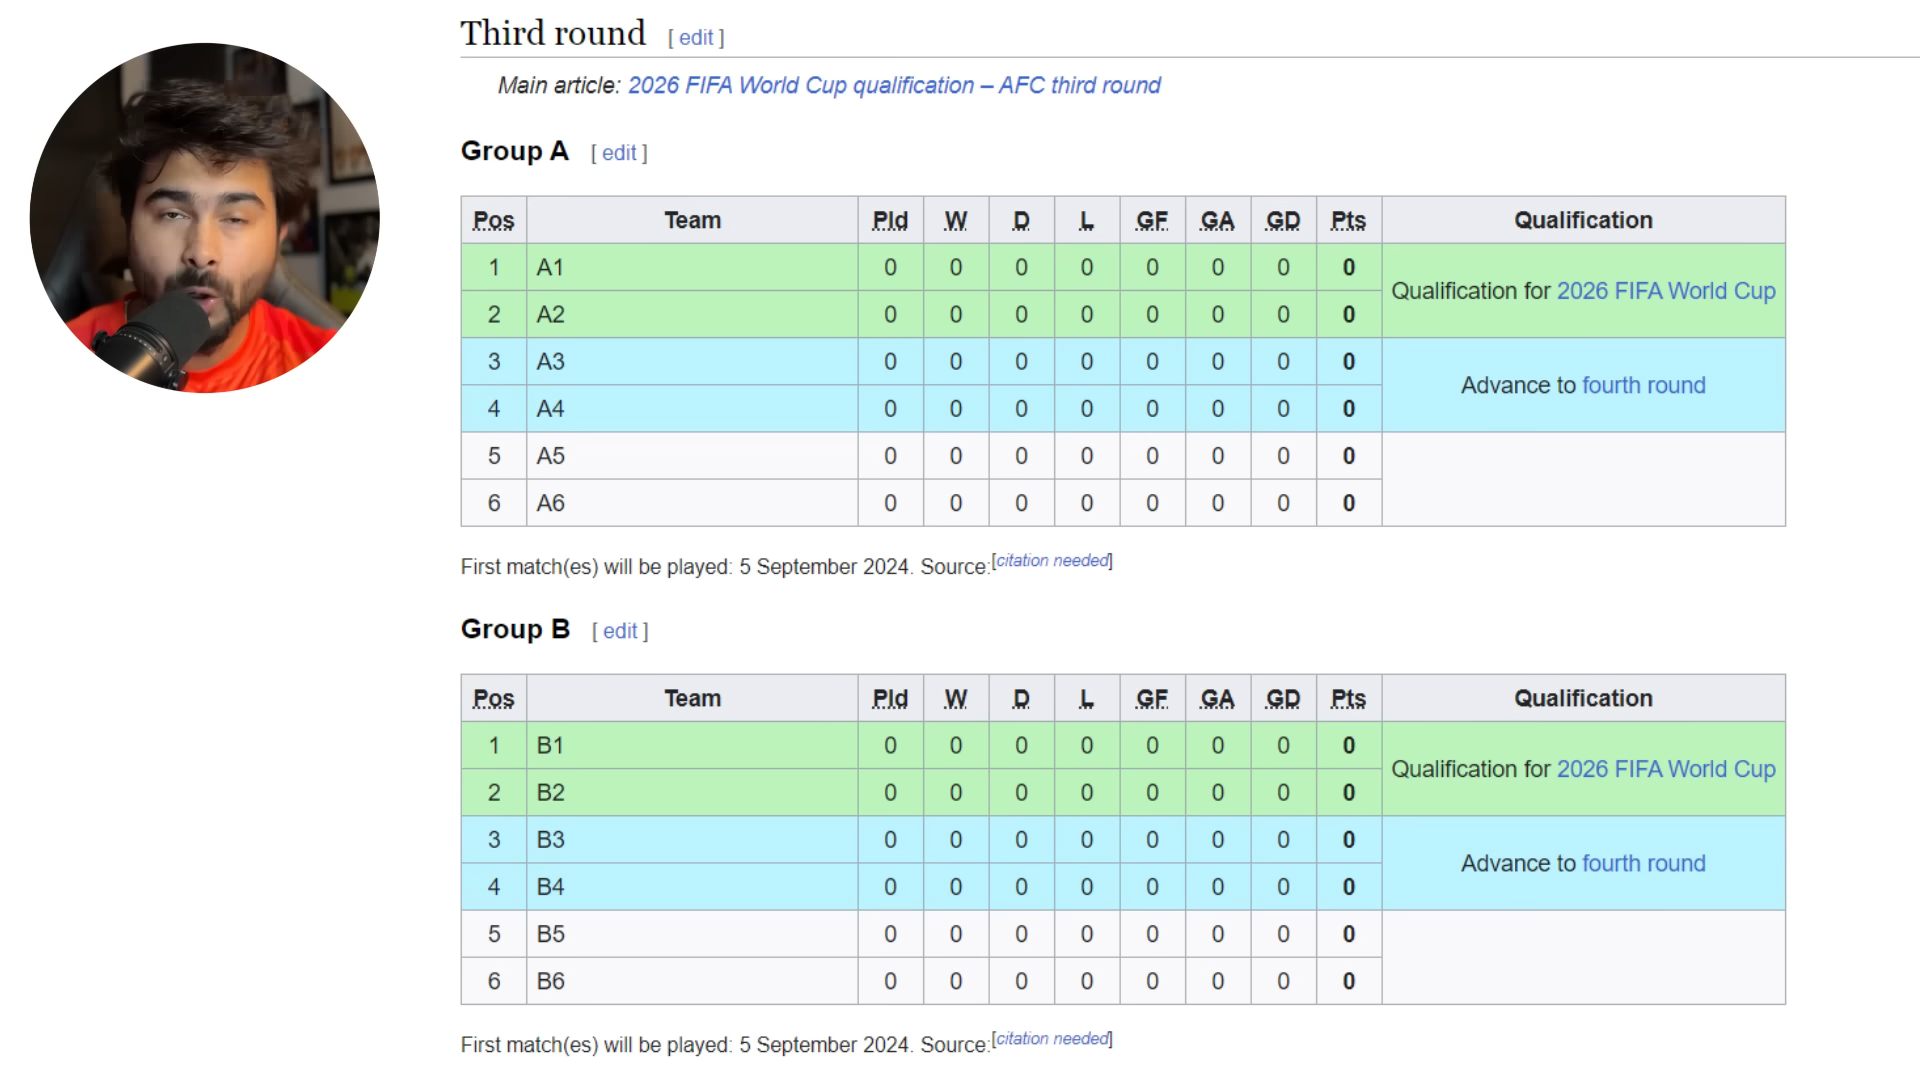 Third round [ edit ]
Main article: 2026 FIFA World Cup qualification – AFC third round
Group A [ edit ]
Pos Team Pld W D L GF GA GD Pts Qualification
1 A1 0 0 0 0 0 0 0 0 Qualification for 2026 FIFA World Cup
2 A2 0 0 0 0 0 0 0 0
3 A3 0 0 0 0 0 0 0 0 Advance to fourth round
4 A4 0 0 0 0 0 0 0 0
5 A5 0 0 0 0 0 0 0 0
6 A6 0 0 0 0 0 0 0 0
First match(es) will be played: 5 September 2024. Source:[citation needed]
Group B [ edit ]
Pos Team Pld W D L GF GA GD Pts Qualification
1 B1 0 0 0 0 0 0 0 0 Qualification for 2026 FIFA World Cup
2 B2 0 0 0 0 0 0 0 0
3 B3 0 0 0 0 0 0 0 0 Advance to fourth round
4 B4 0 0 0 0 0 0 0 0
5 B5 0 0 0 0 0 0 0 0
6 B6 0 0 0 0 0 0 0 0
First match(es) will be played: 5 September 2024. Source:[citation needed]